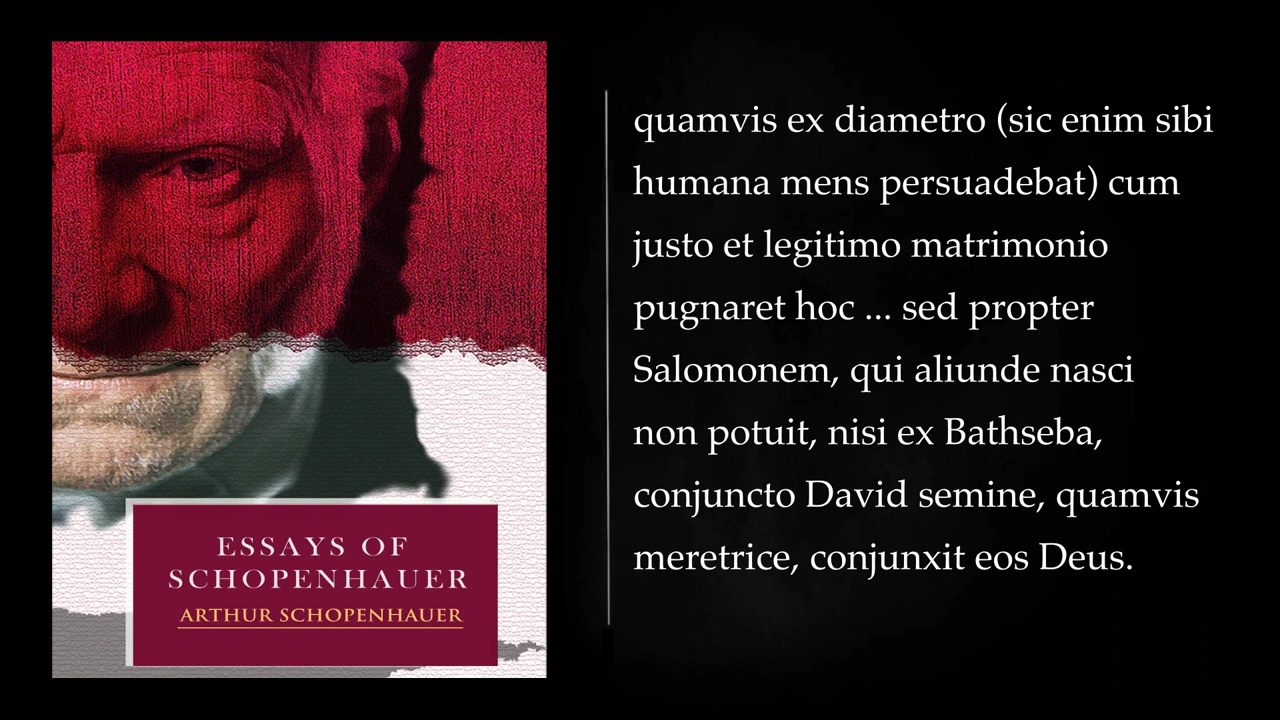 ESSAYS OF
SCHOPENHAUER
ARTHUR SCHOPENHAUER
quamvis ex diametro (sic enim sibi
humana mens persuadebat) cum
justo et legitimo matrimonio
pugnaret hoc ... sed propter
Salomonem, qui aliunde nasci
non potuit, nisi ex Bathseba,
conjuncto David semine, quamvis
meretrice, conjunxit eos Deus.